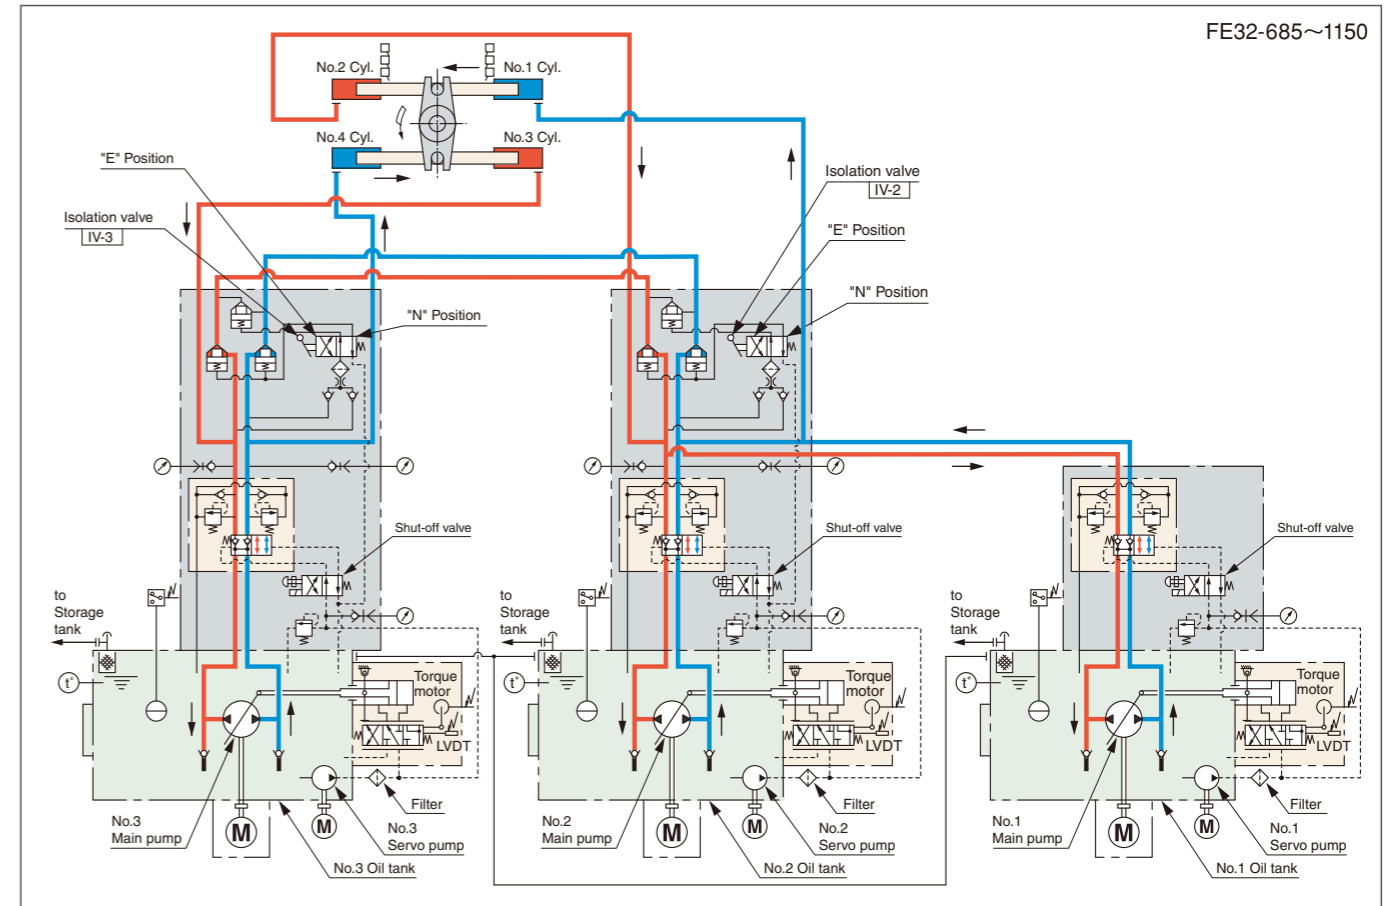 FE32-685～1150
No.2 Cyl.
No.1 Cyl.
No.4 Cyl.
No.3 Cyl.
"E" Position
Isolation valve
IV-3
"N" Position
Isolation valve
IV-2
"E" Position
"N" Position
Shut-off valve
Shut-off valve
Shut-off valve
to
Storage
tank
to
Storage
tank
to
Storage
tank
t°
Torque
motor
LVDT
t°
Torque
motor
LVDT
t°
Torque
motor
LVDT
Filter
Filter
Filter
No.3
Main pump
M
M
No.3
Servo pump
No.3 Oil tank
No.2
Main pump
M
M
No.2
Servo pump
No.2 Oil tank
No.1
Main pump
M
M
No.1
Servo pump
No.1 Oil tank